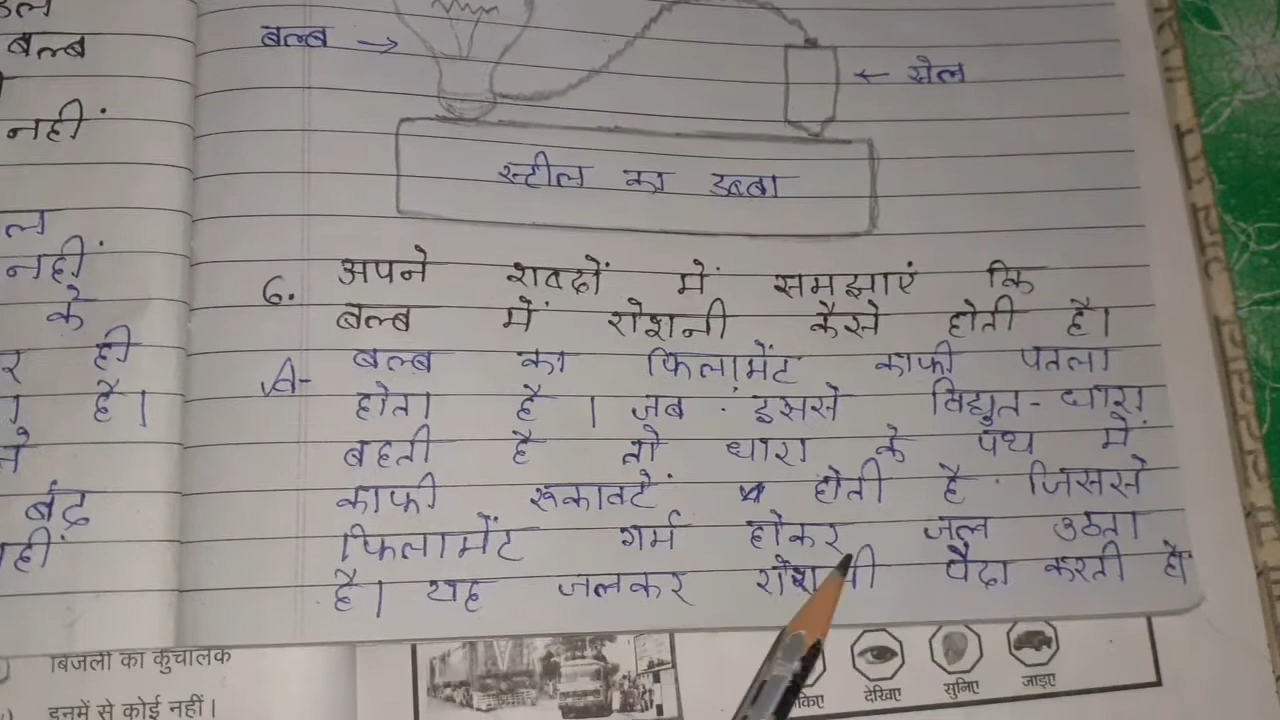 बल्ब
नहीं
ल
नहीं
के
र ही
है।
ने
बंद
हीं
बल्ब →
← सेल
स्टील का डब्बा
6. अपने शब्दों में समझाएं कि
बल्ब में रोशनी कैसे होती है।
A- बल्ब का फिलामेंट काफी पतला
होता है। जब इससे विद्युत-धारा
बहती है तो धारा के पथ में
काफी रूकावटें होती है जिससे
फिलामेंट गर्म होकर जल उठता
है। यह जलकर रोशनी पैदा करती है
बिजली का कुचालक
इनमें से कोई नहीं।
किए
देखिए
सुनिए
जाइए